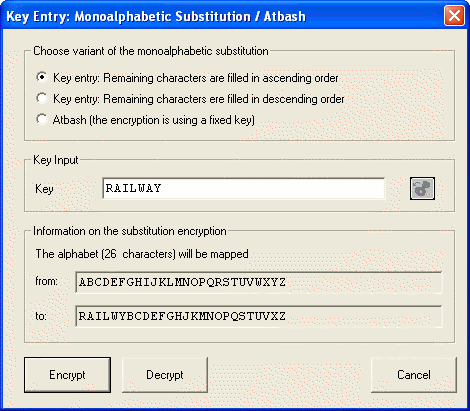 Key Entry: Monoalphabetic Substitution / Atbash
Choose variant of the monoalphabetic substitution
Key entry: Remaining characters are filled in ascending order
Key entry: Remaining characters ere filled in descending order
Atbash (the encryption is using a fixed key)
Key Input
Key RAILWAY
Information on the substitution encryption
The alphabet (26 characters) will be mapped
from: ABCDEFGHIJKLMNOPQRSTUVWXYZ
to: RAILWYBCDEFGHJKMNOPQSTUVXZ
Encrypt Decrypt Cancel